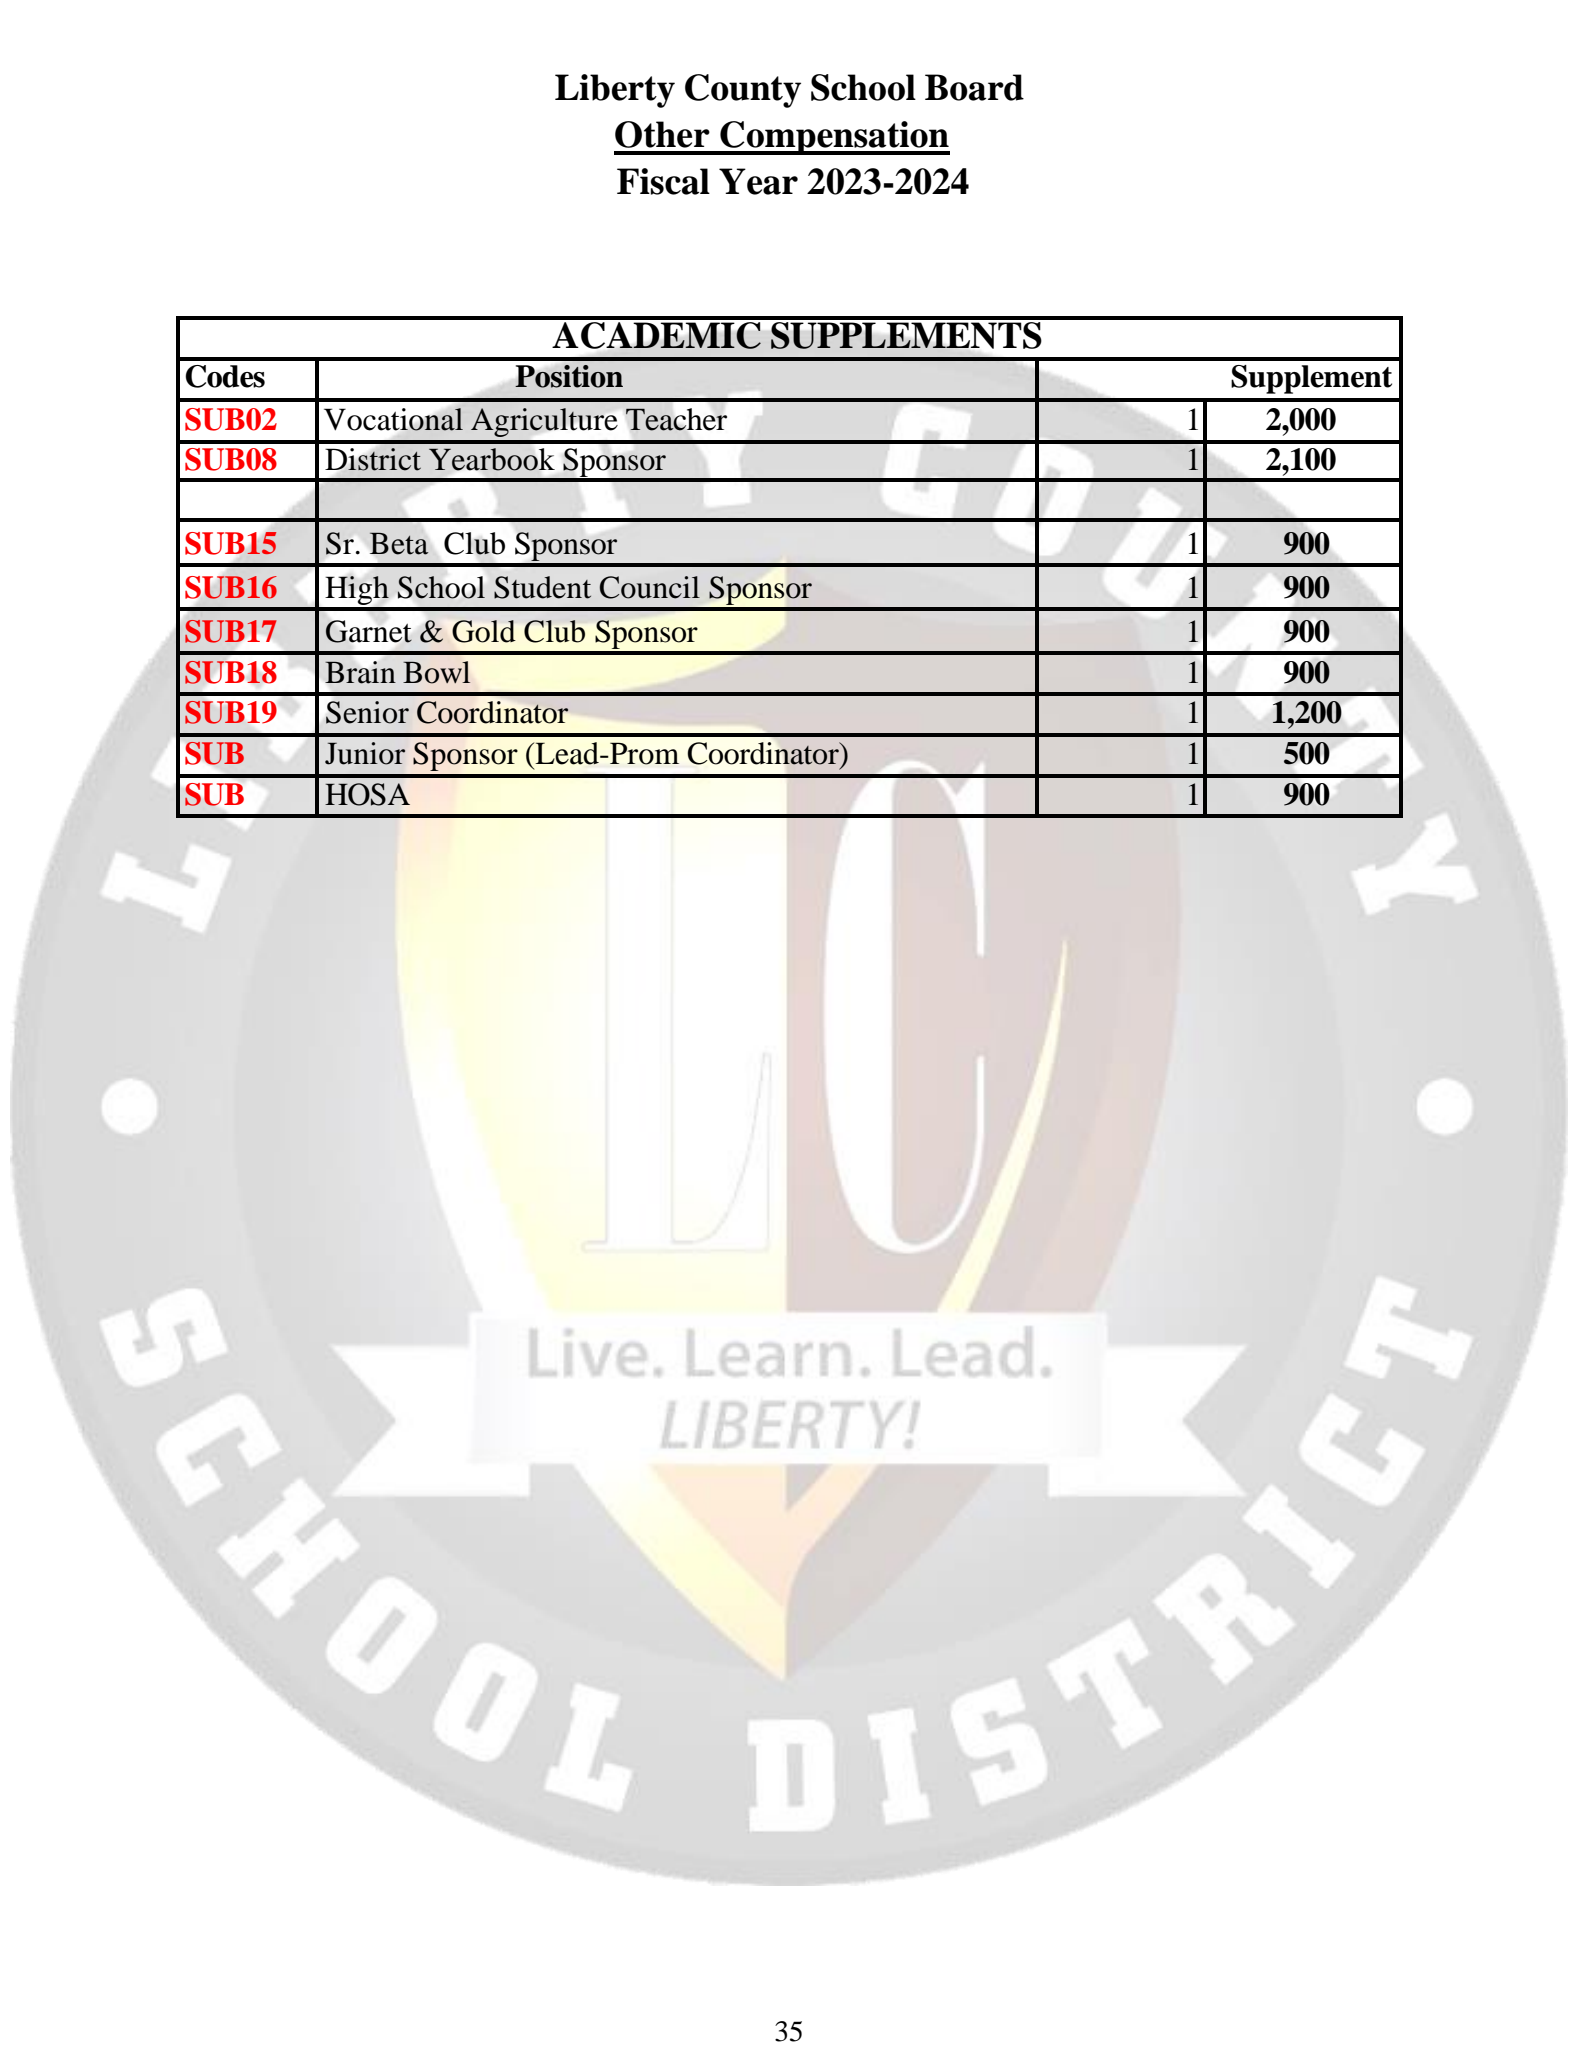 Liberty County School Board
Other Compensation
Fiscal Year 2023-2024
ACADEMIC SUPPLEMENTS
Codes Position Supplement
SUB02 Vocational Agriculture Teacher 1 2,000
SUB08 District Yearbook Sponsor 1 2,100
SUB15 Sr. Beta Club Sponsor 1 900
SUB16 High School Student Council Sponsor 1 900
SUB17 Garnet & Gold Club Sponsor 1 900
SUB18 Brain Bowl 1 900
SUB19 Senior Coordinator 1 1,200
SUB Junior Sponsor (Lead-Prom Coordinator) 1 500
SUB HOSA 1 900
LIBERTY COUNTY
LC
Live. Learn. Lead.
LIBERTY!
SCHOOL DISTRICT
35